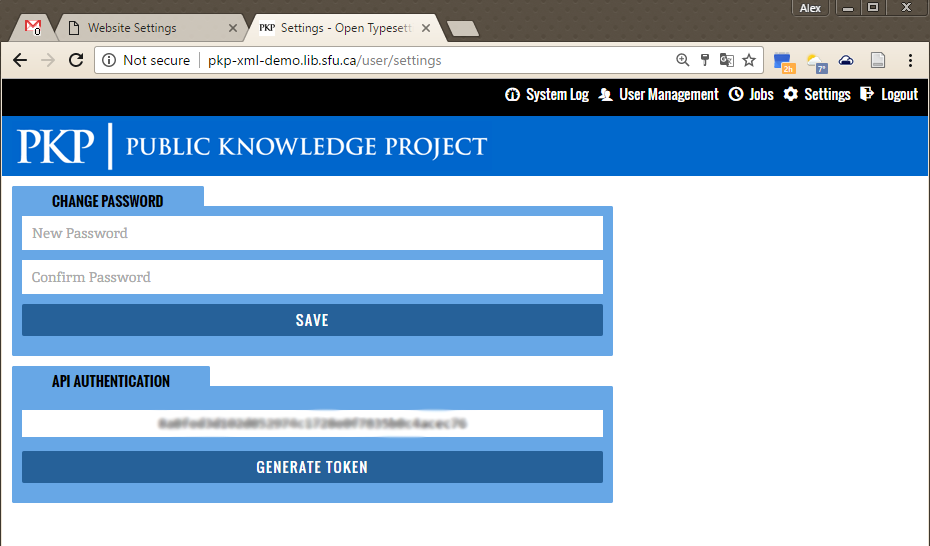 Alex
0
Website Settings
PKP Settings - Open Typesett
Not secure | pkp-xml-demo.lib.sfu.ca/user/settings
2h
7°
System Log User Management Jobs Settings Logout
PKP | PUBLIC KNOWLEDGE PROJECT
CHANGE PASSWORD
New Password
Confirm Password
SAVE
API AUTHENTICATION
GENERATE TOKEN